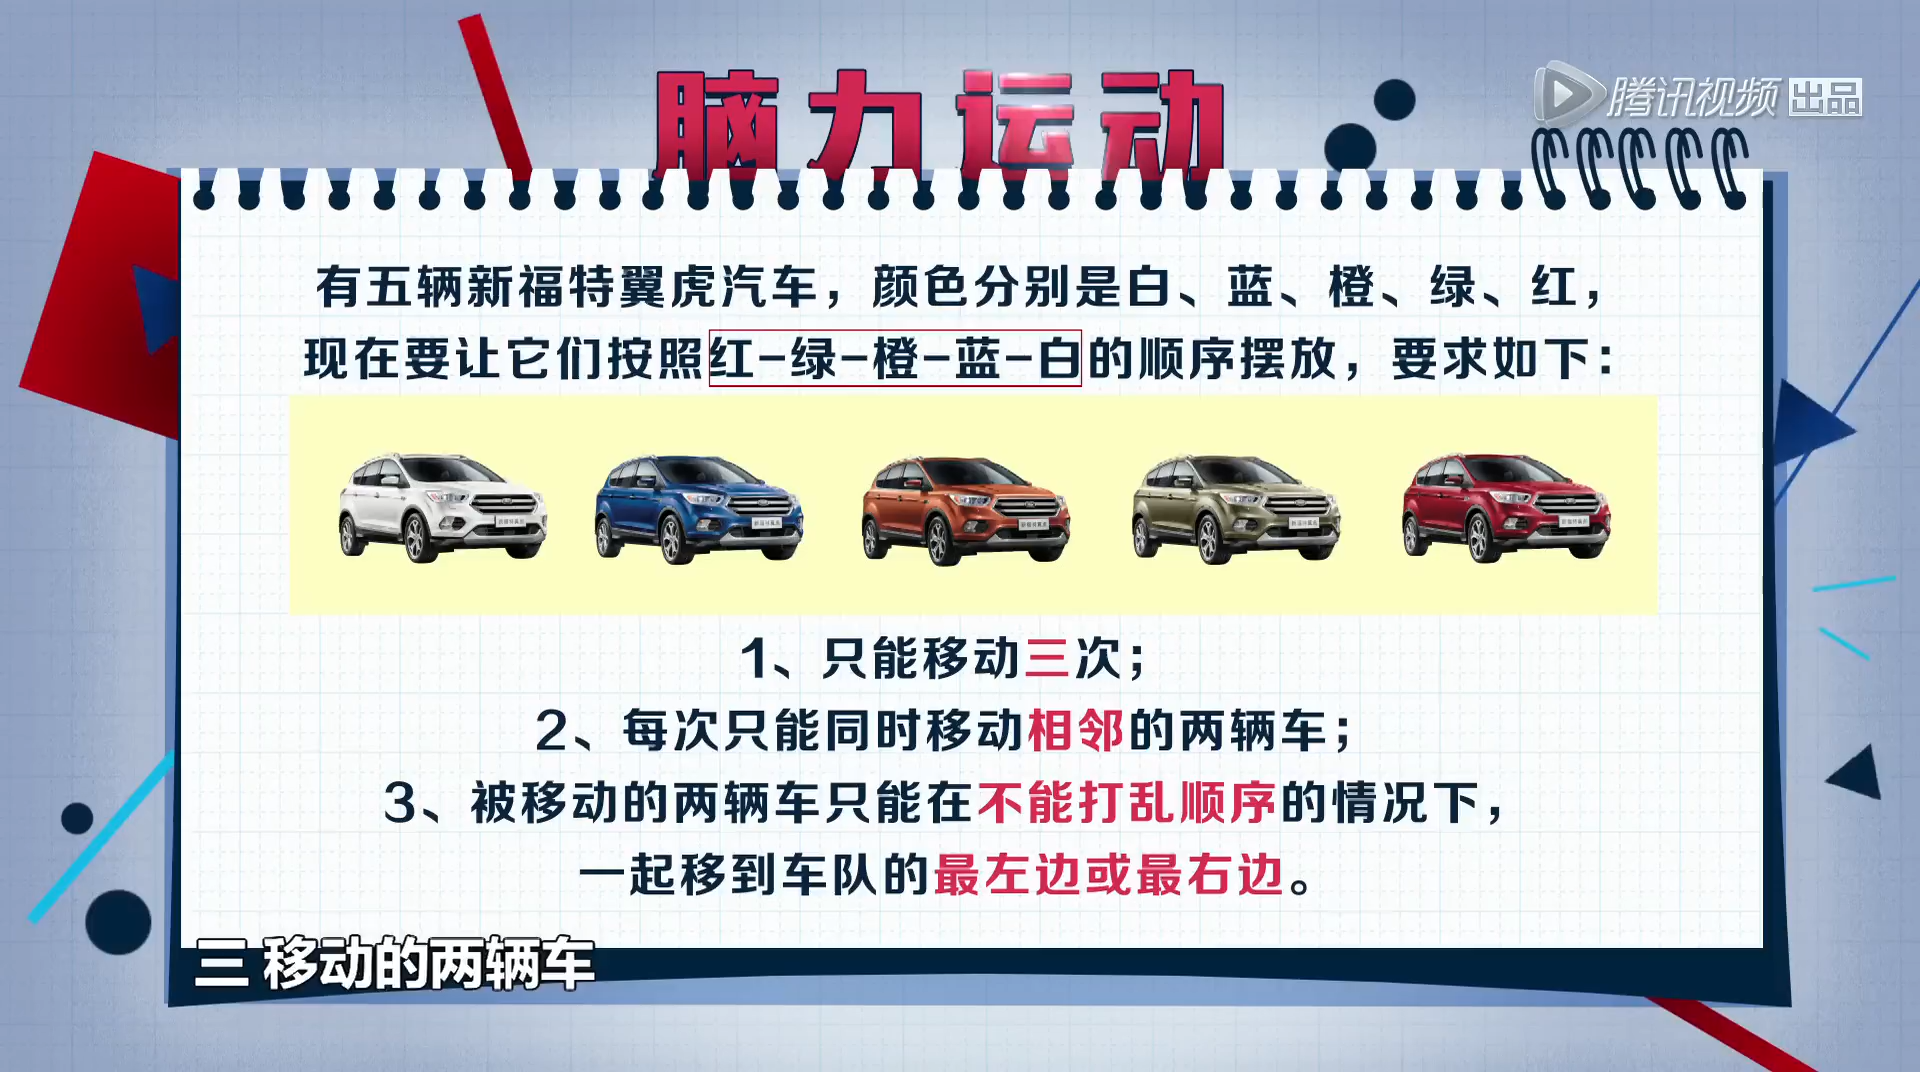 脑力运动
腾讯视频 出品
有五辆新福特翼虎汽车，颜色分别是白、蓝、橙、绿、红，
现在要让它们按照红-绿-橙-蓝-白的顺序摆放，要求如下：
1、只能移动三次；
2、每次只能同时移动相邻的两辆车；
3、被移动的两辆车只能在不能打乱顺序的情况下，
一起移到车队的最左边或最右边。
三 移动的两辆车